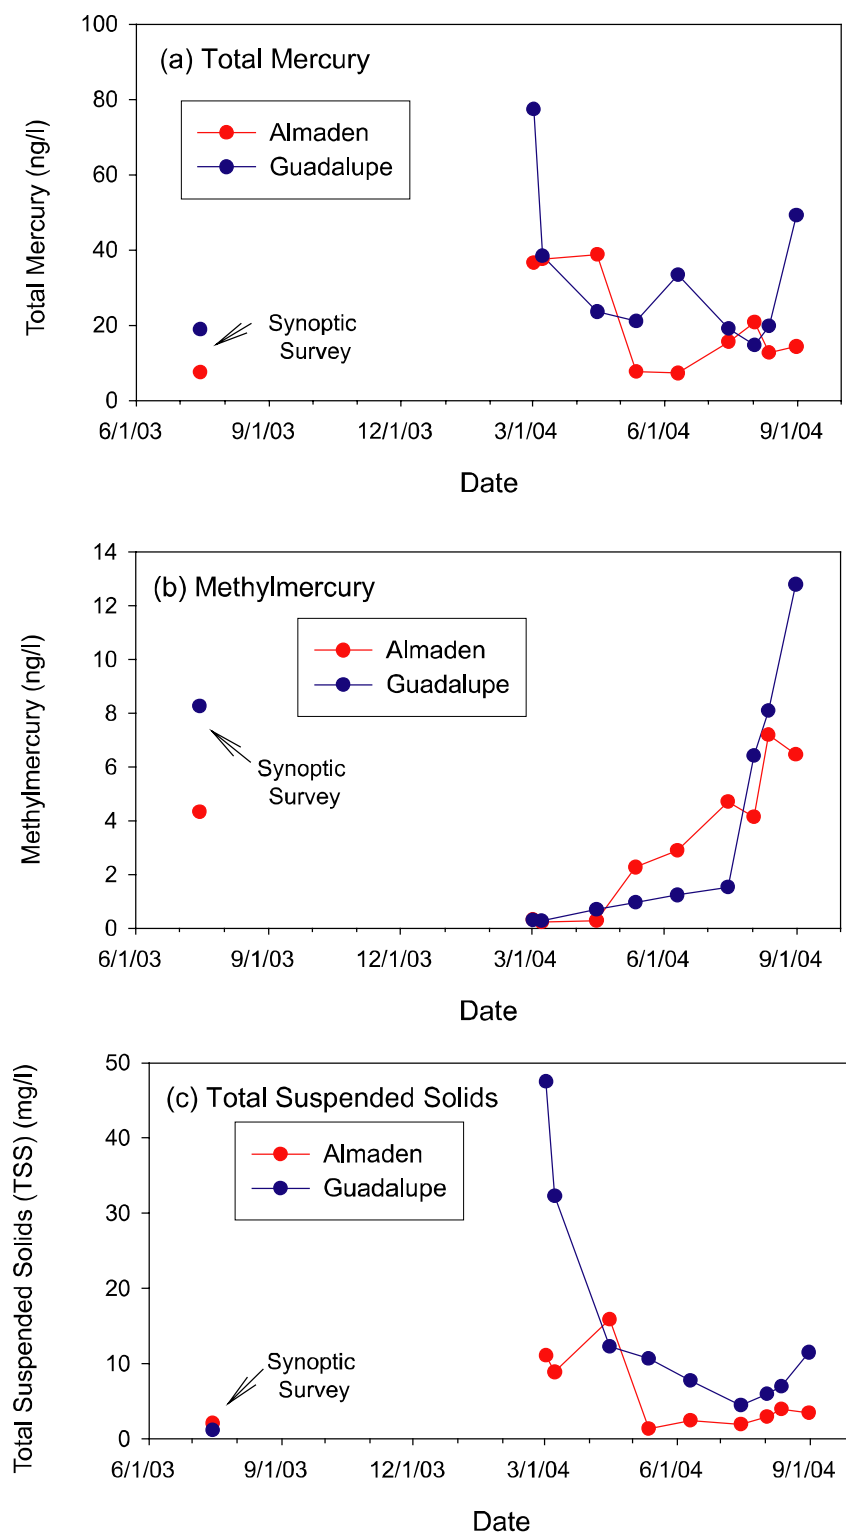 (a) Total Mercury
Total Mercury (ng/l)
100
80
60
40
20
0
Almaden
Guadalupe
Synoptic
Survey
6/1/03 9/1/03 12/1/03 3/1/04 6/1/04 9/1/04
Date
(b) Methylmercury
Methylmercury (ng/l)
14
12
10
8
6
4
2
0
Almaden
Guadalupe
Synoptic
Survey
6/1/03 9/1/03 12/1/03 3/1/04 6/1/04 9/1/04
Date
(c) Total Suspended Solids
Total Suspended Solids (TSS) (mg/l)
50
40
30
20
10
0
Almaden
Guadalupe
Synoptic
Survey
6/1/03 9/1/03 12/1/03 3/1/04 6/1/04 9/1/04
Date